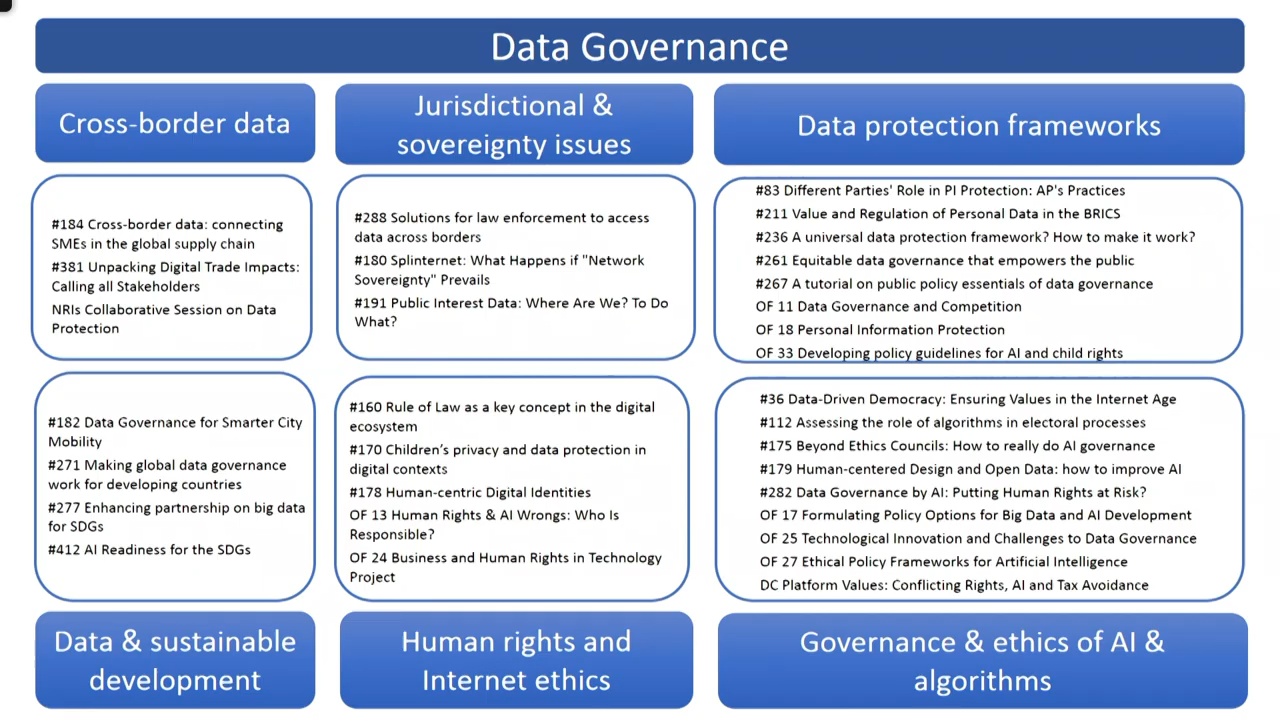 Data Governance
Cross-border data
Jurisdictional &
sovereignty issues
Data protection frameworks
#184 Cross-border data: connecting
SMEs in the global supply chain
#381 Unpacking Digital Trade Impacts:
Calling all Stakeholders
NRIs Collaborative Session on Data
Protection
#288 Solutions for law enforcement to access
data across borders
#180 Splinternet: What Happens if "Network
Sovereignty" Prevails
#191 Public Interest Data: Where Are We? To Do
What?
#83 Different Parties' Role in PI Protection: AP's Practices
#211 Value and Regulation of Personal Data in the BRICS
#236 A universal data protection framework? How to make it work?
#261 Equitable data governance that empowers the public
#267 A tutorial on public policy essentials of data governance
OF 11 Data Governance and Competition
OF 18 Personal Information Protection
OF 33 Developing policy guidelines for AI and child rights
#182 Data Governance for Smarter City
Mobility
#271 Making global data governance
work for developing countries
#277 Enhancing partnership on big data
for SDGs
#412 AI Readiness for the SDGs
#160 Rule of Law as a key concept in the digital
ecosystem
#170 Children’s privacy and data protection in
digital contexts
#178 Human-centric Digital Identities
OF 13 Human Rights & AI Wrongs: Who Is
Responsible?
OF 24 Business and Human Rights in Technology
Project
#36 Data-Driven Democracy: Ensuring Values in the Internet Age
#112 Assessing the role of algorithms in electoral processes
#175 Beyond Ethics Councils: How to really do AI governance
#179 Human-centered Design and Open Data: how to improve AI
#282 Data Governance by AI: Putting Human Rights at Risk?
OF 17 Formulating Policy Options for Big Data and AI Development
OF 25 Technological Innovation and Challenges to Data Governance
OF 27 Ethical Policy Frameworks for Artificial Intelligence
DC Platform Values: Conflicting Rights, AI and Tax Avoidance
Data & sustainable
development
Human rights and
Internet ethics
Governance & ethics of AI &
algorithms